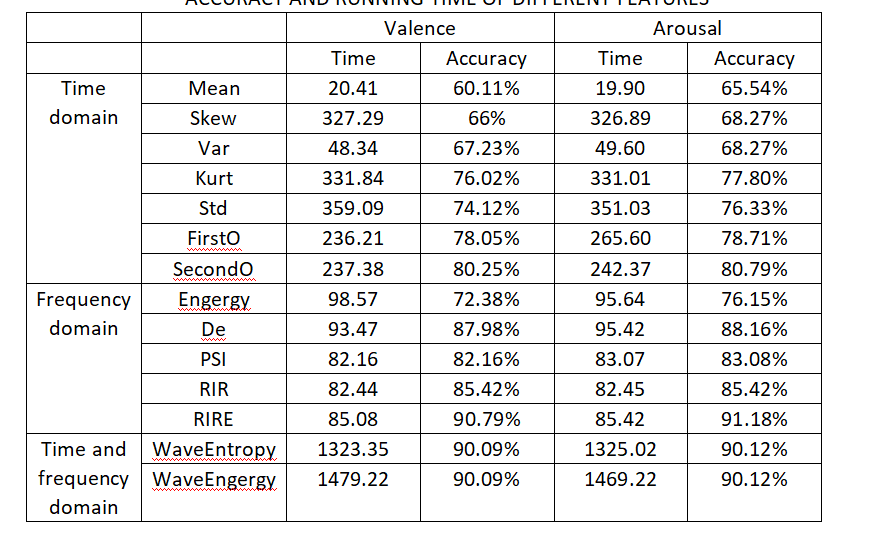 ACCURACY AND RUNNING TIME OF DIFFERENT FEATURES
Valence Arousal
Time Accuracy Time Accuracy
Time domain Mean 20.41 60.11% 19.90 65.54%
Skew 327.29 66% 326.89 68.27%
Var 48.34 67.23% 49.60 68.27%
Kurt 331.84 76.02% 331.01 77.80%
Std 359.09 74.12% 351.03 76.33%
FirstO 236.21 78.05% 265.60 78.71%
SecondO 237.38 80.25% 242.37 80.79%
Frequency domain Engergy 98.57 72.38% 95.64 76.15%
De 93.47 87.98% 95.42 88.16%
PSI 82.16 82.16% 83.07 83.08%
RIR 82.44 85.42% 82.45 85.42%
RIRE 85.08 90.79% 85.42 91.18%
Time and frequency domain WaveEntropy 1323.35 90.09% 1325.02 90.12%
WaveEngergy 1479.22 90.09% 1469.22 90.12%